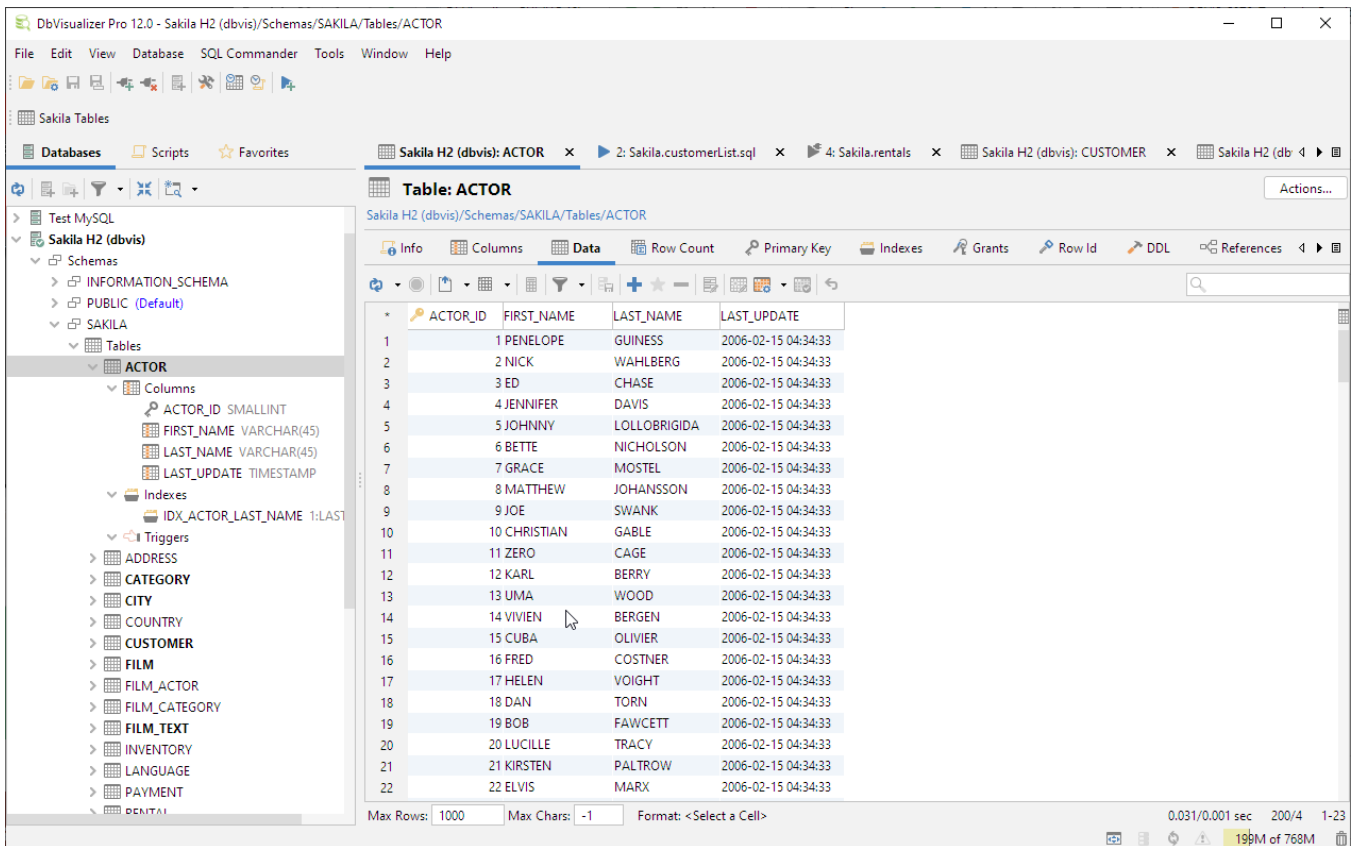 DbVisualizer Pro 12.0 - Sakila H2 (dbvis)/Schemas/SAKILA/Tables/ACTOR
File Edit View Database SQL Commander Tools Window Help
Sakila Tables
Databases Scripts Favorites
Sakila H2 (dbvis): ACTOR 2: Sakila.customerList.sql 4: Sakila.rentals Sakila H2 (dbvis): CUSTOMER Sakila H2 (db
Table: ACTOR Actions...
Sakila H2 (dbvis)/Schemas/SAKILA/Tables/ACTOR
Info Columns Data Row Count Primary Key Indexes Grants Row Id DDL References
Test MySQL
Sakila H2 (dbvis)
Schemas
INFORMATION_SCHEMA
PUBLIC (Default)
SAKILA
Tables
ACTOR
Columns
ACTOR_ID SMALLINT
FIRST_NAME VARCHAR(45)
LAST_NAME VARCHAR(45)
LAST_UPDATE TIMESTAMP
Indexes
IDX_ACTOR_LAST_NAME 1:LAST
Triggers
ADDRESS
CATEGORY
CITY
COUNTRY
CUSTOMER
FILM
FILM_ACTOR
FILM_CATEGORY
FILM_TEXT
INVENTORY
LANGUAGE
PAYMENT
RENTAL
* ACTOR_ID FIRST_NAME LAST_NAME LAST_UPDATE
1 1 PENELOPE GUINESS 2006-02-15 04:34:33
2 2 NICK WAHLBERG 2006-02-15 04:34:33
3 3 ED CHASE 2006-02-15 04:34:33
4 4 JENNIFER DAVIS 2006-02-15 04:34:33
5 5 JOHNNY LOLLOBRIGIDA 2006-02-15 04:34:33
6 6 BETTE NICHOLSON 2006-02-15 04:34:33
7 7 GRACE MOSTEL 2006-02-15 04:34:33
8 8 MATTHEW JOHANSSON 2006-02-15 04:34:33
9 9 JOE SWANK 2006-02-15 04:34:33
10 10 CHRISTIAN GABLE 2006-02-15 04:34:33
11 11 ZERO CAGE 2006-02-15 04:34:33
12 12 KARL BERRY 2006-02-15 04:34:33
13 13 UMA WOOD 2006-02-15 04:34:33
14 14 VIVIEN BERGEN 2006-02-15 04:34:33
15 15 CUBA OLIVIER 2006-02-15 04:34:33
16 16 FRED COSTNER 2006-02-15 04:34:33
17 17 HELEN VOIGHT 2006-02-15 04:34:33
18 18 DAN TORN 2006-02-15 04:34:33
19 19 BOB FAWCETT 2006-02-15 04:34:33
20 20 LUCILLE TRACY 2006-02-15 04:34:33
21 21 KIRSTEN PALTROW 2006-02-15 04:34:33
22 22 ELVIS MARX 2006-02-15 04:34:33
Max Rows: 1000 Max Chars: -1 Format: <Select a Cell> 0.031/0.001 sec 200/4 1-23
199M of 768M